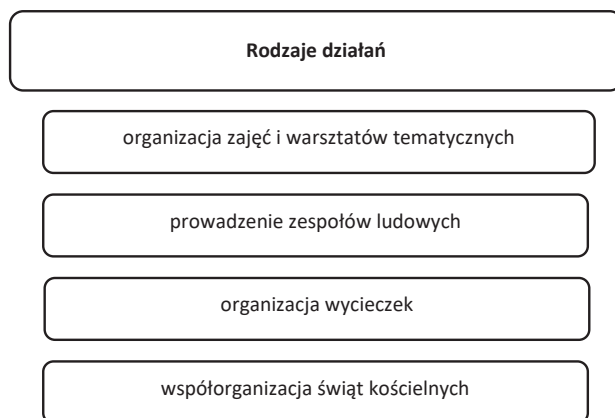 Rodzaje działań
organizacja zajęć i warsztatów tematycznych
prowadzenie zespołów ludowych
organizacja wycieczek
współorganizacja świąt kościelnych